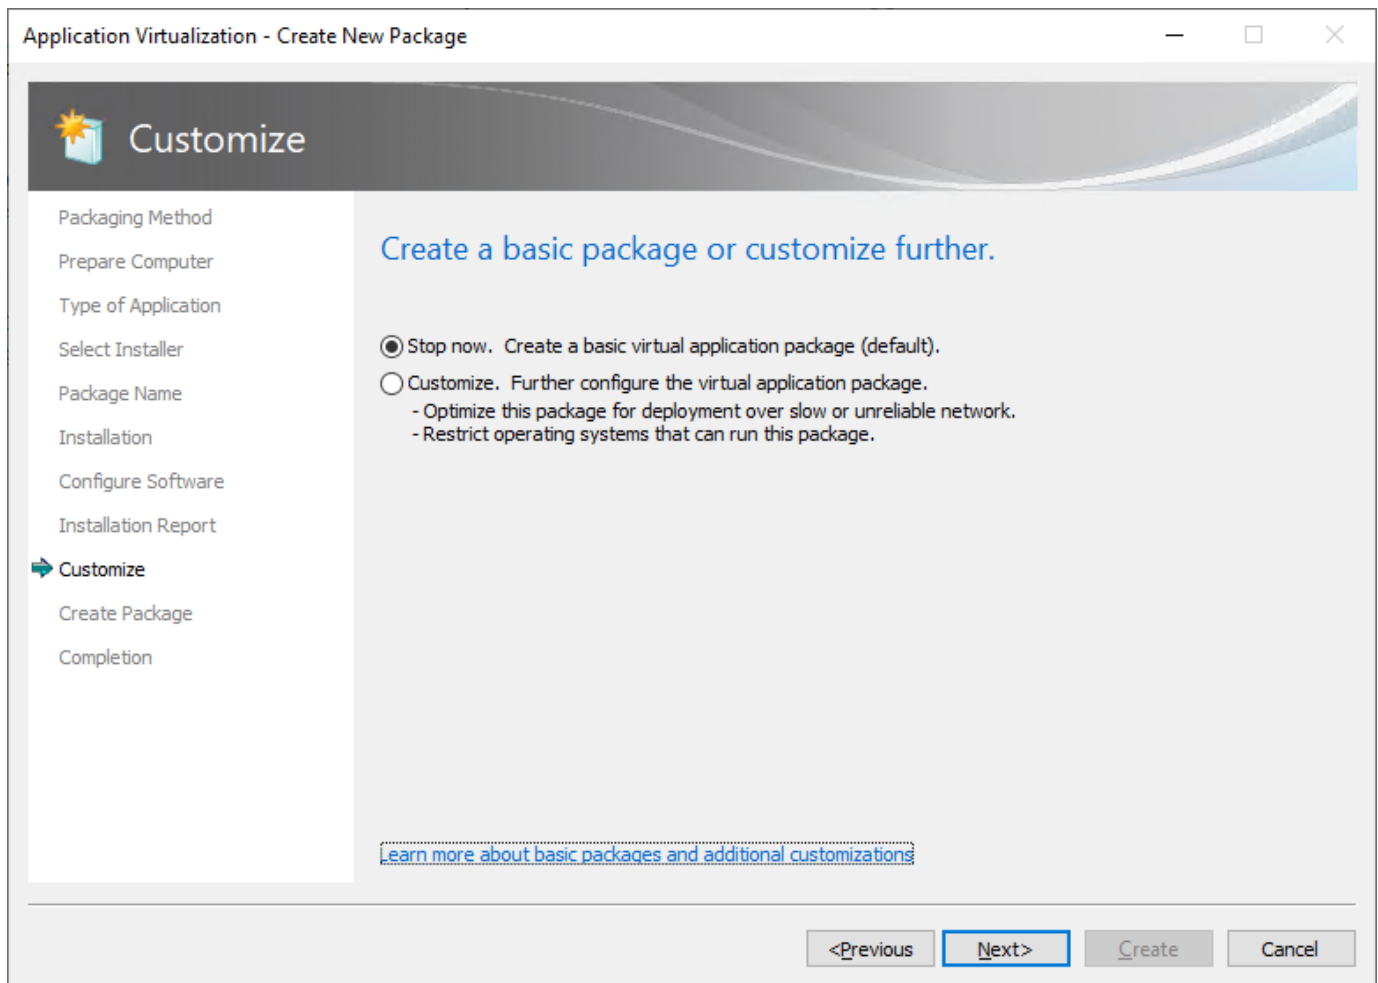 Application Virtualization - Create New Package
Customize
Packaging Method
Prepare Computer
Type of Application
Select Installer
Package Name
Installation
Configure Software
Installation Report
Customize
Create Package
Completion
Create a basic package or customize further.
Stop now. Create a basic virtual application package (default).
Customize. Further configure the virtual application package.
- Optimize this package for deployment over slow or unreliable network.
- Restrict operating systems that can run this package.
Learn more about basic packages and additional customizations
<Previous
Next>
Create
Cancel